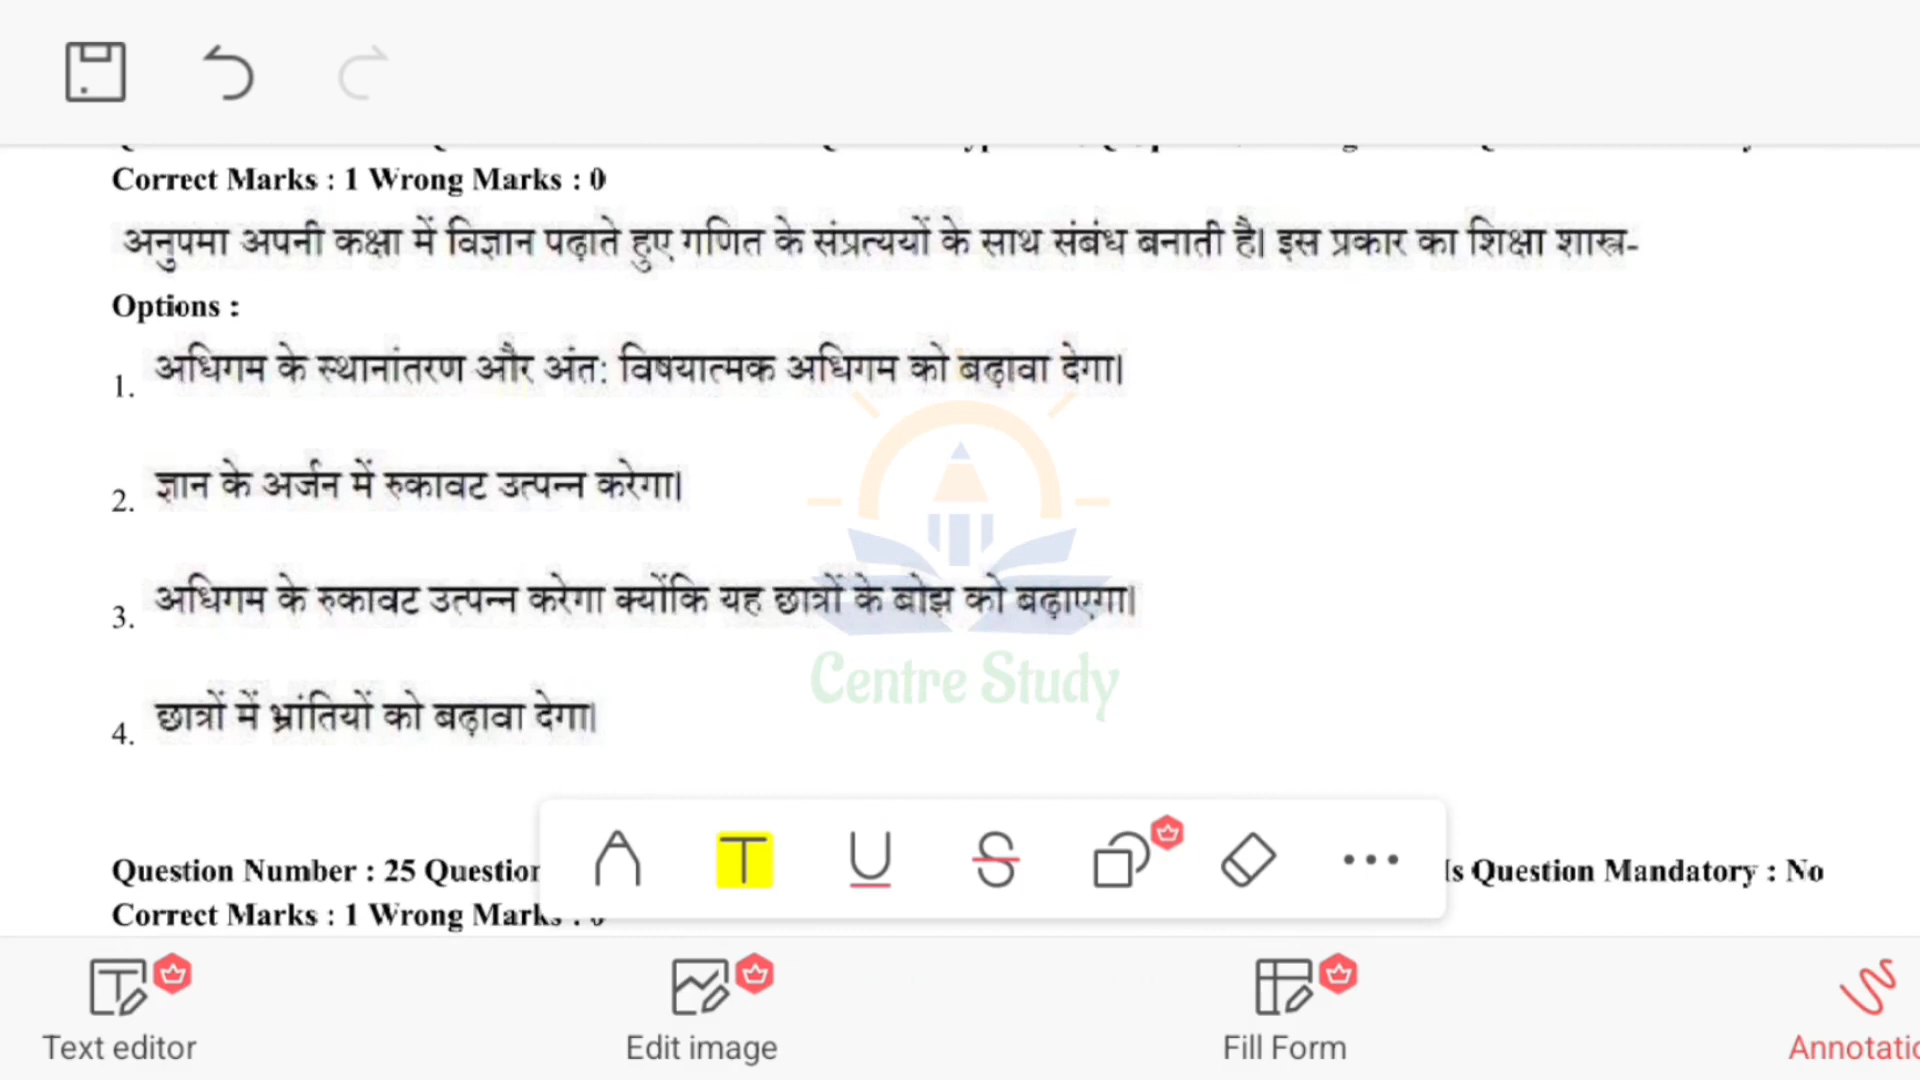 Correct Marks : 1 Wrong Marks : 0
अनुपमा अपनी कक्षा में विज्ञान पढ़ाते हुए गणित के संप्रत्ययों के साथ संबंध बनाती है। इस प्रकार का शिक्षा शास्त्र-
Options :
1. अधिगम के स्थानांतरण और अंत: विषयात्मक अधिगम को बढ़ावा देगा।
2. ज्ञान के अर्जन में रुकावट उत्पन्न करेगा।
3. अधिगम के रुकावट उत्पन्न करेगा क्योंकि यह छात्रों के बोझ को बढ़ाएगा।
4. छात्रों में भ्रांतियों को बढ़ावा देगा।
Centre Study
Question Number : 25 Question Is Question Mandatory : No
Correct Marks : 1 Wrong Marks : 0
Text editor
Edit image
Fill Form
Annotatio